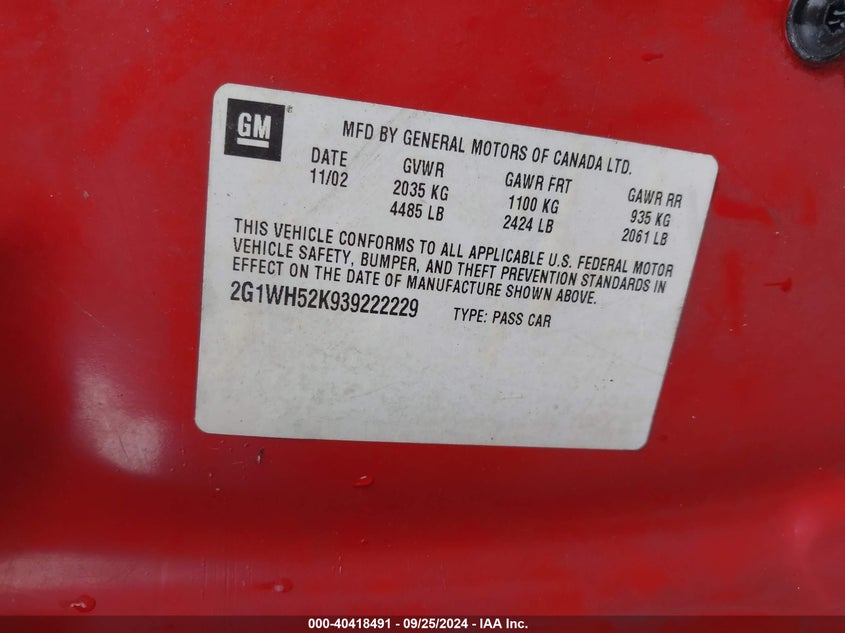 GM ®
MFD BY GENERAL MOTORS OF CANADA LTD.
DATE GVWR GAWR FRT GAWR RR
11/02 2035 KG 1100 KG 935 KG
4485 LB 2424 LB 2061 LB
THIS VEHICLE CONFORMS TO ALL APPLICABLE U.S. FEDERAL MOTOR
VEHICLE SAFETY, BUMPER, AND THEFT PREVENTION STANDARDS IN
EFFECT ON THE DATE OF MANUFACTURE SHOWN ABOVE.
2G1WH52K939222229 TYPE: PASS CAR
000-40418491 - 09/25/2024 - IAA Inc.